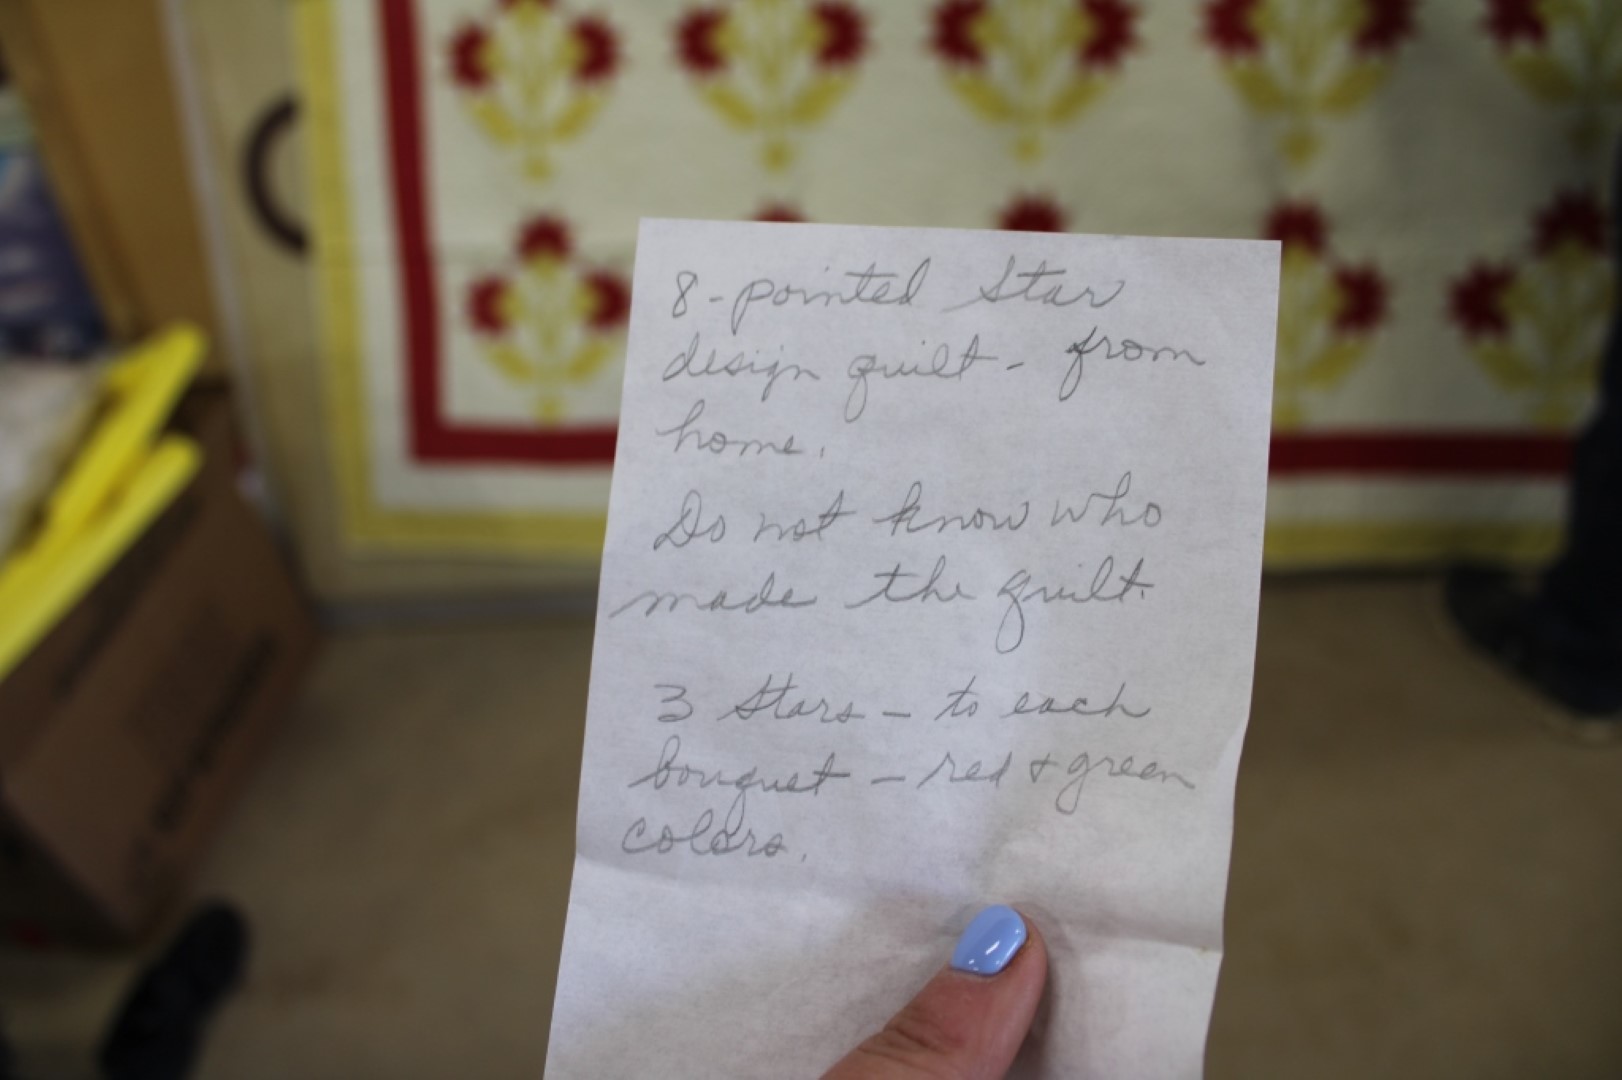 8-pointed Star
design quilt - from
home.
Do not know who
made the quilt.
3 Stars - to each
bouquet - red & green
colors.